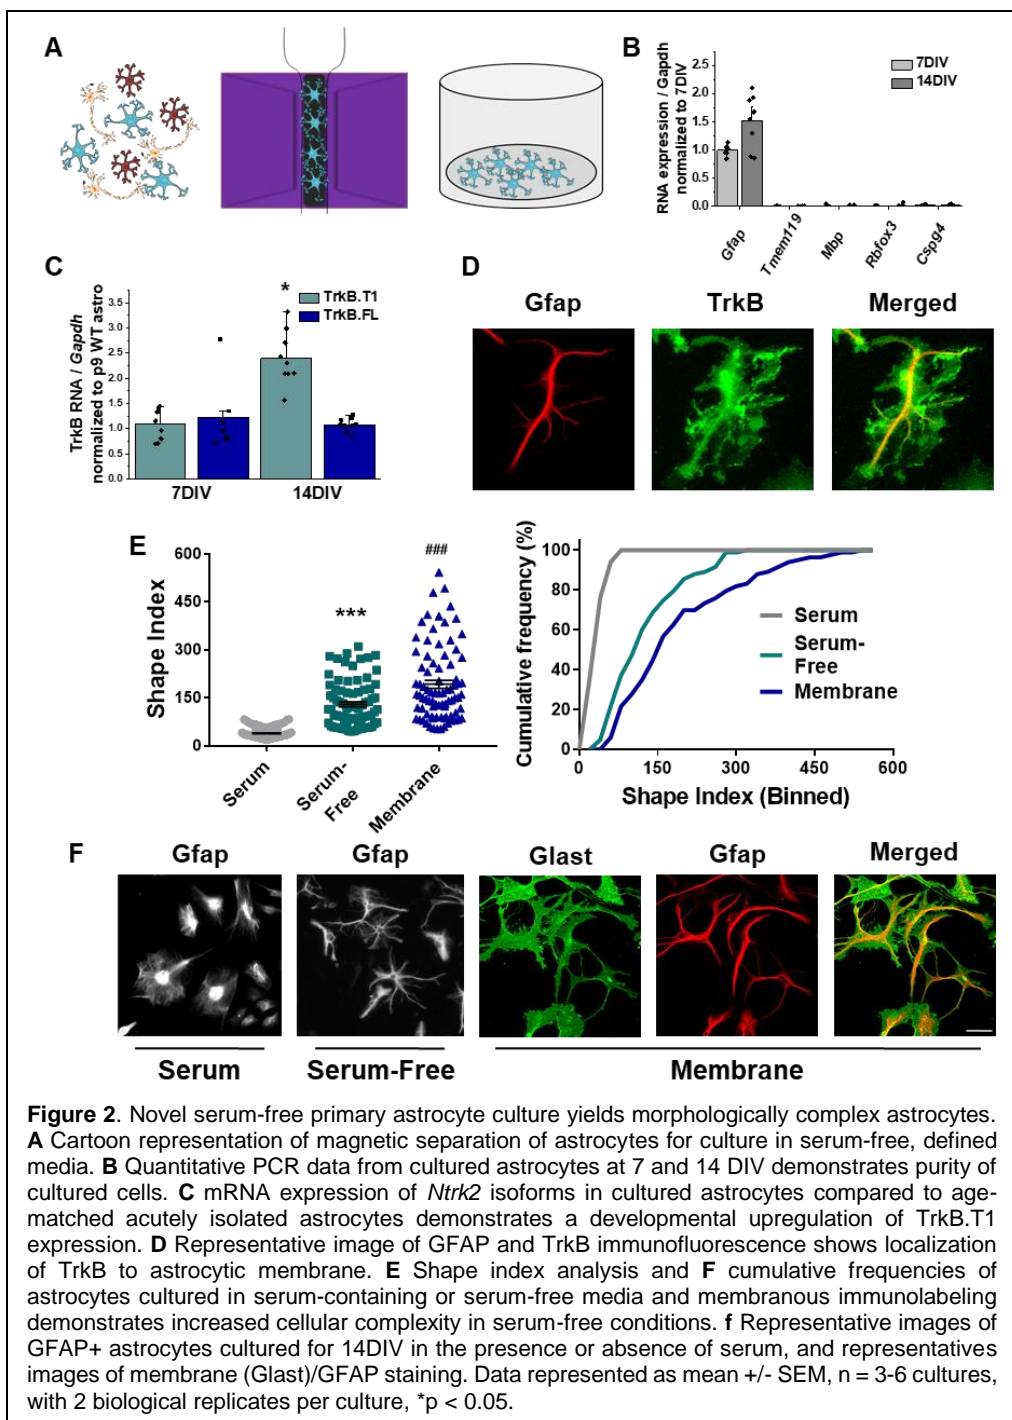 A
B
RNA expression / Gapdh
normalized to 7DIV
2.5
2.0
1.5
1.0
0.5
0.0
7DIV
14DIV
Gfap
Tmem119
Mbp
Rbfox3
Cspg4
C
TrkB RNA / Gapdh
normalized to p9 WT astro
3.5
3.0
2.5
2.0
1.5
1.0
0.5
0.0
*
TrkB.T1
TrkB.FL
7DIV
14DIV
D
Gfap
TrkB
Merged
E
Shape Index
600
450
300
150
0
***
###
Serum
Serum-
Free
Membrane
Cumulative frequency (%)
100
80
60
40
20
0
Serum
Serum-
Free
Membrane
0
150
300
450
600
Shape Index (Binned)
F
Gfap
Gfap
Glast
Gfap
Merged
Serum
Serum-Free
Membrane
Figure 2. Novel serum-free primary astrocyte culture yields morphologically complex astrocytes.
A Cartoon representation of magnetic separation of astrocytes for culture in serum-free, defined
media. B Quantitative PCR data from cultured astrocytes at 7 and 14 DIV demonstrates purity of
cultured cells. C mRNA expression of Ntrk2 isoforms in cultured astrocytes compared to age-
matched acutely isolated astrocytes demonstrates a developmental upregulation of TrkB.T1
expression. D Representative image of GFAP and TrkB immunofluorescence shows localization
of TrkB to astrocytic membrane. E Shape index analysis and F cumulative frequencies of
astrocytes cultured in serum-containing or serum-free media and membranous immunolabeling
demonstrates increased cellular complexity in serum-free conditions. f Representative images of
GFAP+ astrocytes cultured for 14DIV in the presence or absence of serum, and representatives
images of membrane (Glast)/GFAP staining. Data represented as mean +/- SEM, n = 3-6 cultures,
with 2 biological replicates per culture, *p < 0.05.